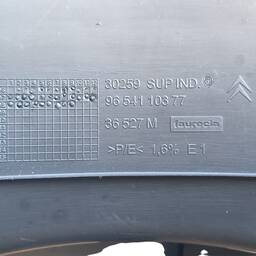 30259 SUP IND.
96 541 103 77
36 527 M faurecia
>P/E< 1,6% E 1